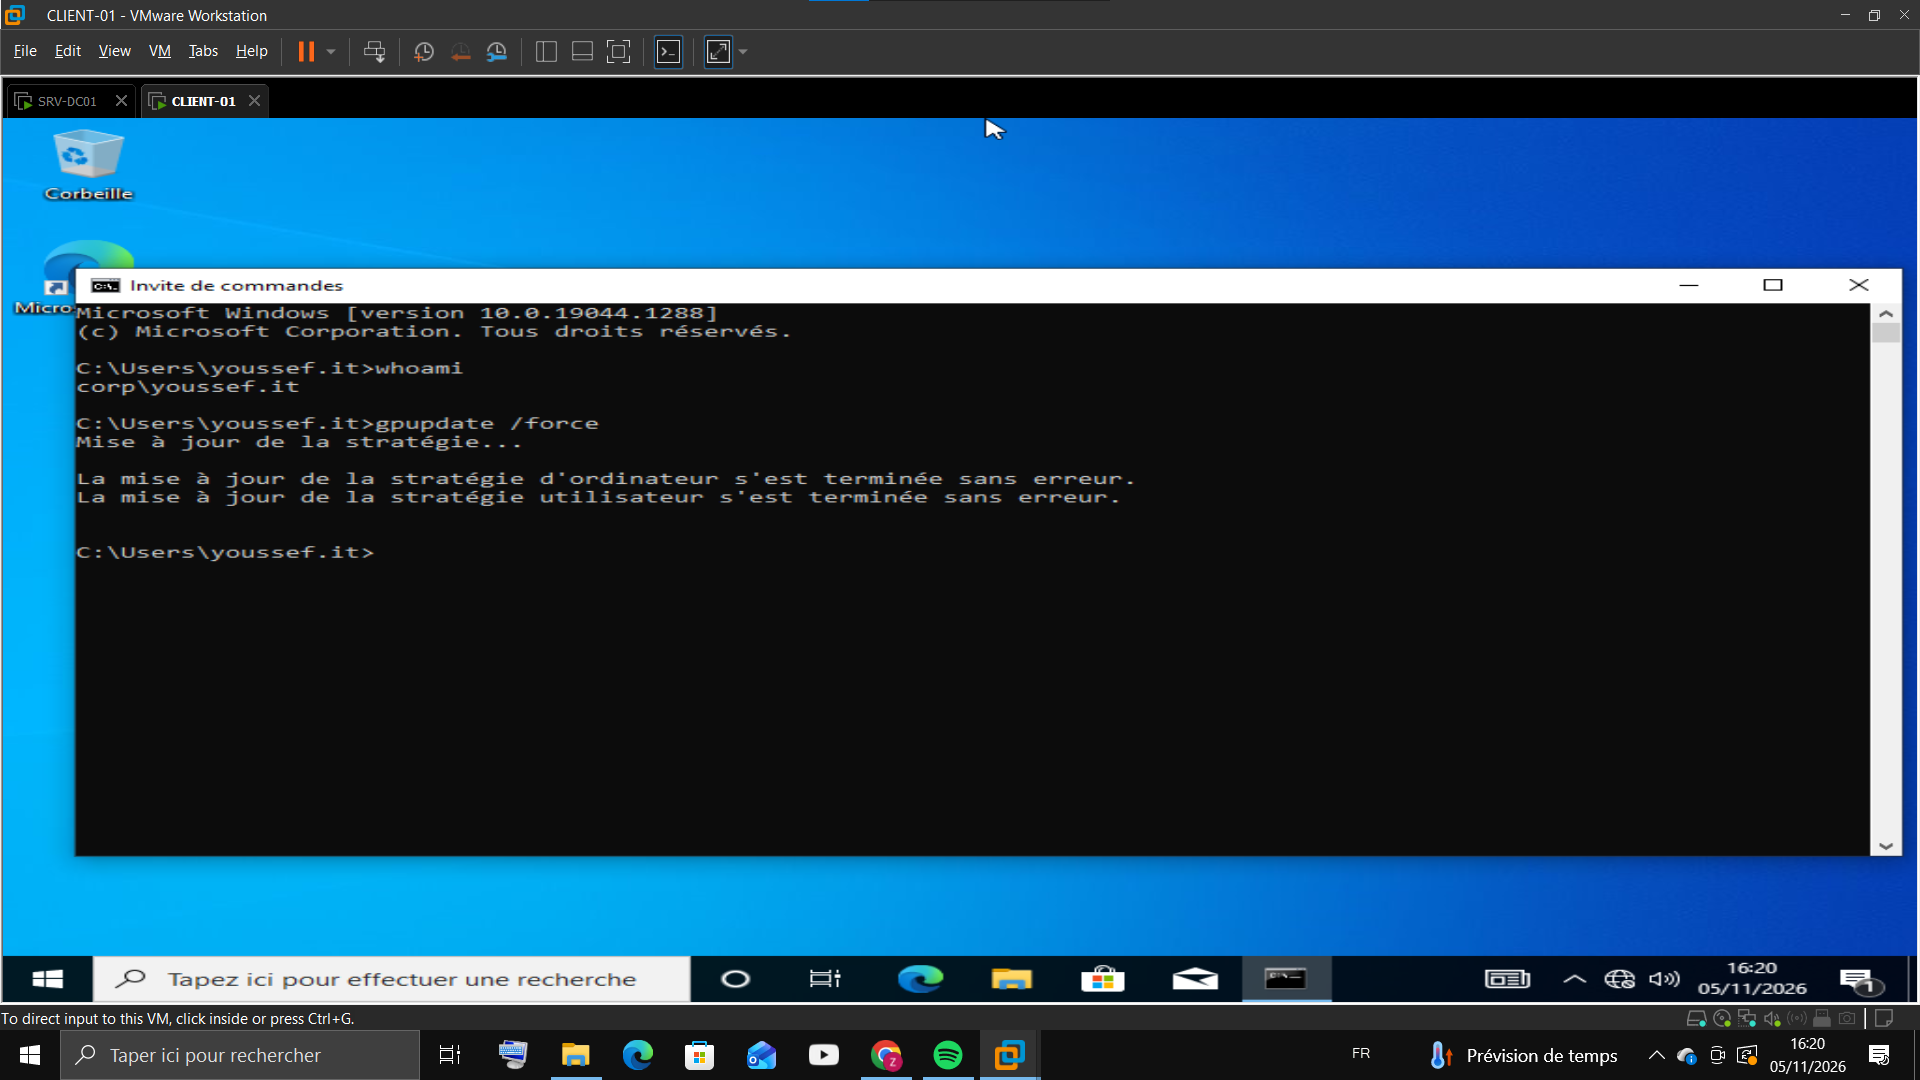 CLIENT-01 - VMware Workstation
File Edit View VM Tabs Help
SRV-DC01 CLIENT-01
Corbeille
Micro
Invite de commandes
Microsoft Windows [version 10.0.19044.1288]
(c) Microsoft Corporation. Tous droits réservés.
C:\Users\youssef.it>whoami
corp\youssef.it
C:\Users\youssef.it>gpupdate /force
Mise à jour de la stratégie...
La mise à jour de la stratégie d'ordinateur s'est terminée sans erreur.
La mise à jour de la stratégie utilisateur s'est terminée sans erreur.
C:\Users\youssef.it>
Tapez ici pour effectuer une recherche
16:20
05/11/2026
1
To direct input to this VM, click inside or press Ctrl+G.
Taper ici pour rechercher
FR
Prévision de temps
16:20
05/11/2026